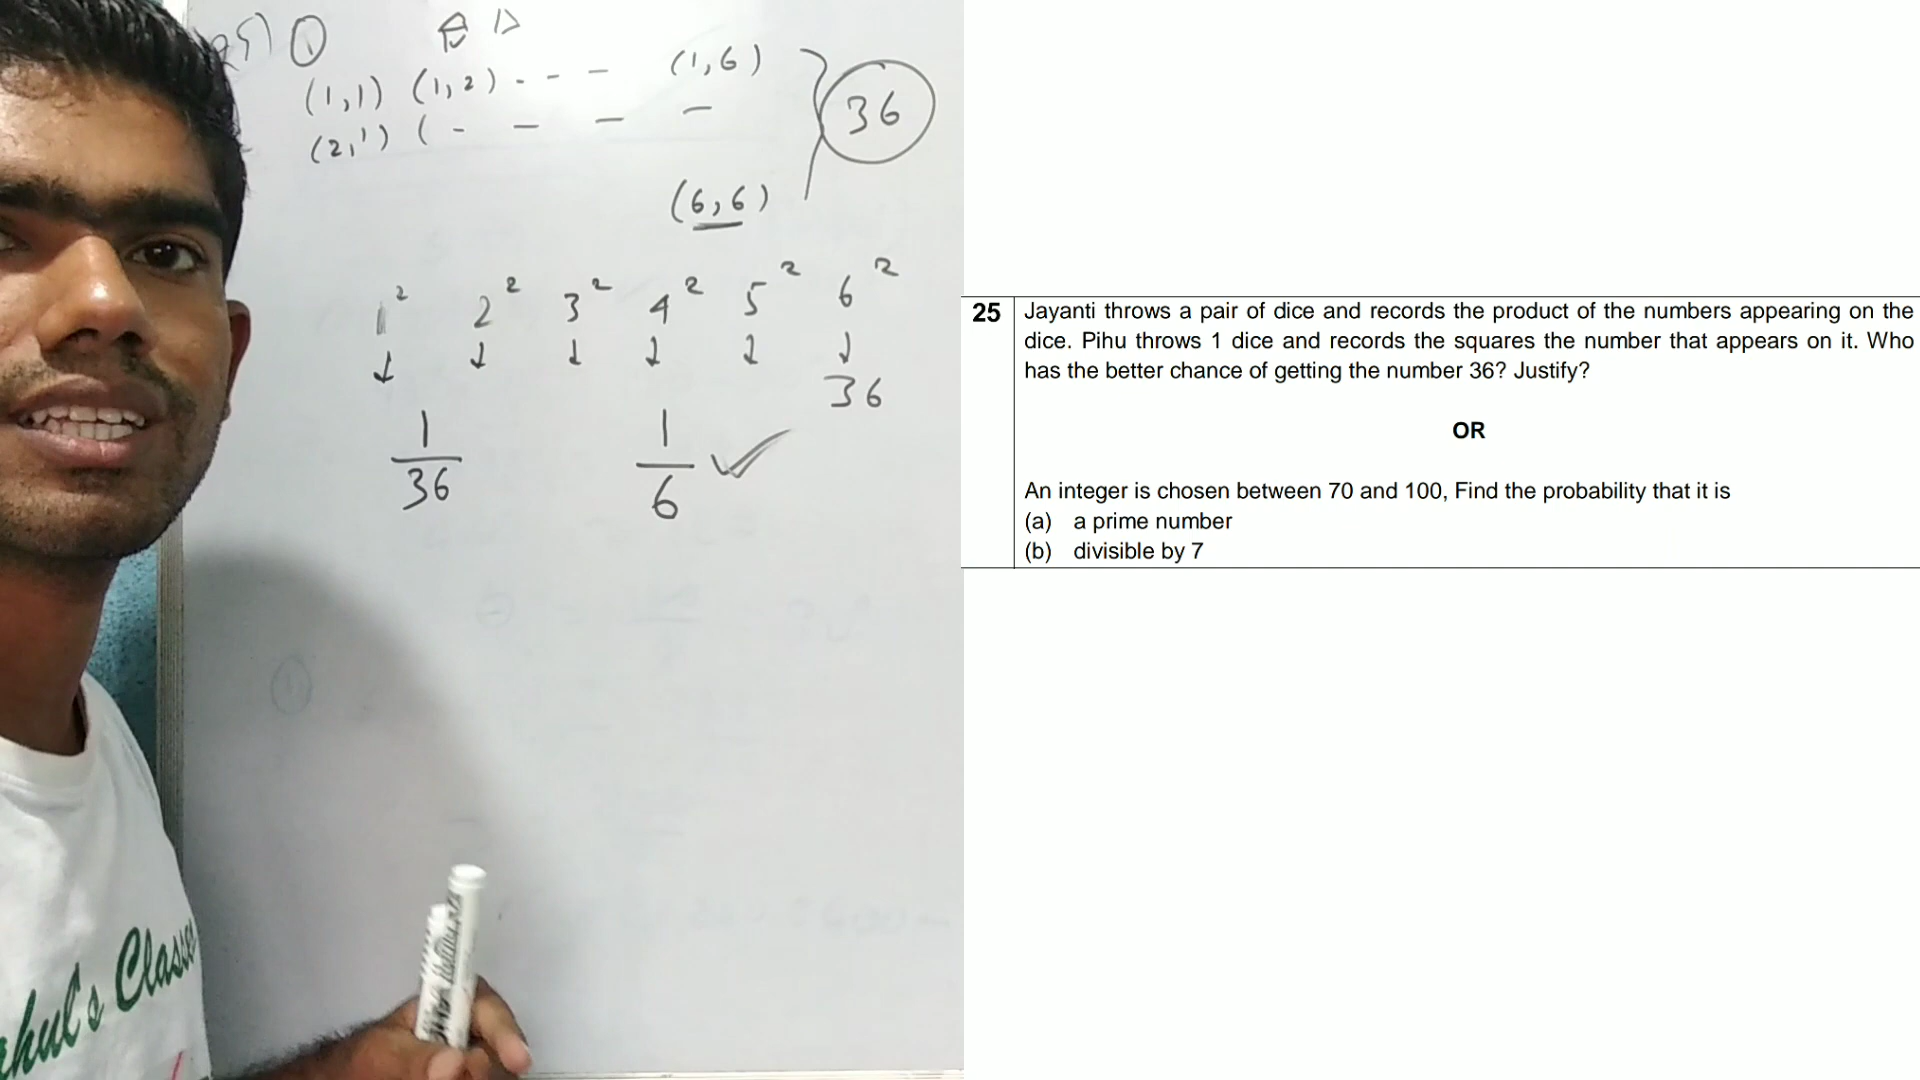 25) ①
(1,1) (1,2) - - - (1,6)
(2,1) ( - - - -
36
(6,6)
1² 2² 3² 4² 5² 6²
↓ ↓ ↓ ↓ ↓ ↓
36
1/36 1/6 ✓
Classes
25 Jayanti throws a pair of dice and records the product of the numbers appearing on the
dice. Pihu throws 1 dice and records the squares the number that appears on it. Who
has the better chance of getting the number 36? Justify?
OR
An integer is chosen between 70 and 100, Find the probability that it is
(a) a prime number
(b) divisible by 7